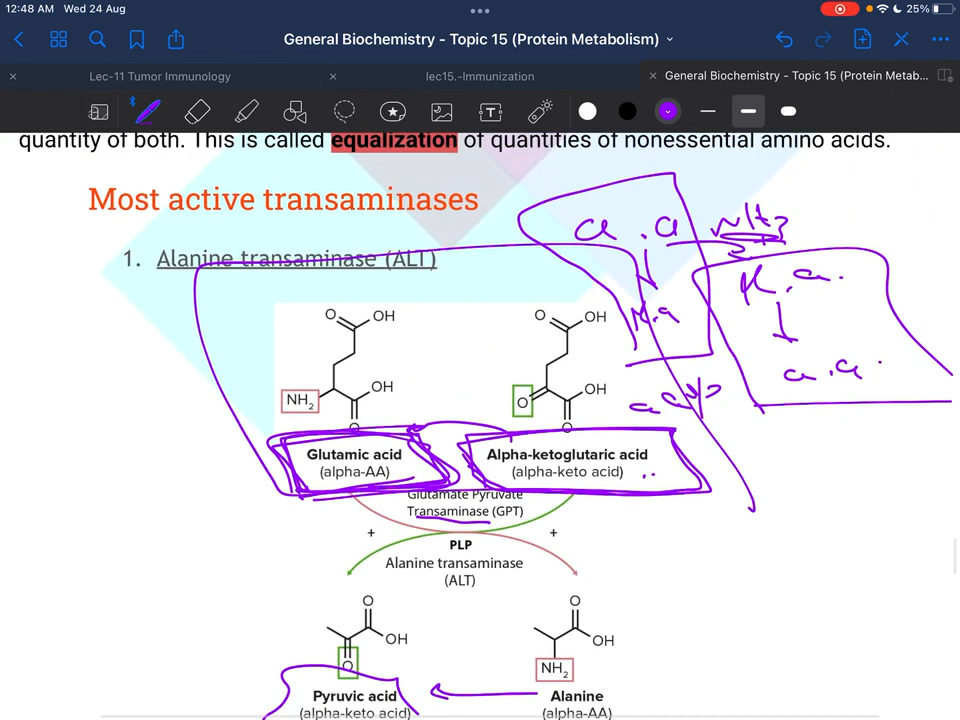 12:48 AM Wed 24 Aug
25%
General Biochemistry - Topic 15 (Protein Metabolism)
Lec-11 Tumor Immunology
lec15.-Immunization
General Biochemistry - Topic 15 (Protein Metab...
quantity of both. This is called equalization of quantities of nonessential amino acids.
Most active transaminases
1. Alanine transaminase (ALT)
a.a
a.a.
O
OH
O
OH
OH
OH
NH2
O
O
O
Glutamic acid
(alpha-AA)
Alpha-ketoglutaric acid
(alpha-keto acid)
Glutamate Pyruvate
Transaminase (GPT)
+
+
PLP
Alanine transaminase
(ALT)
O
O
OH
OH
O
NH2
Pyruvic acid
(alpha-keto acid)
Alanine
(alpha-AA)